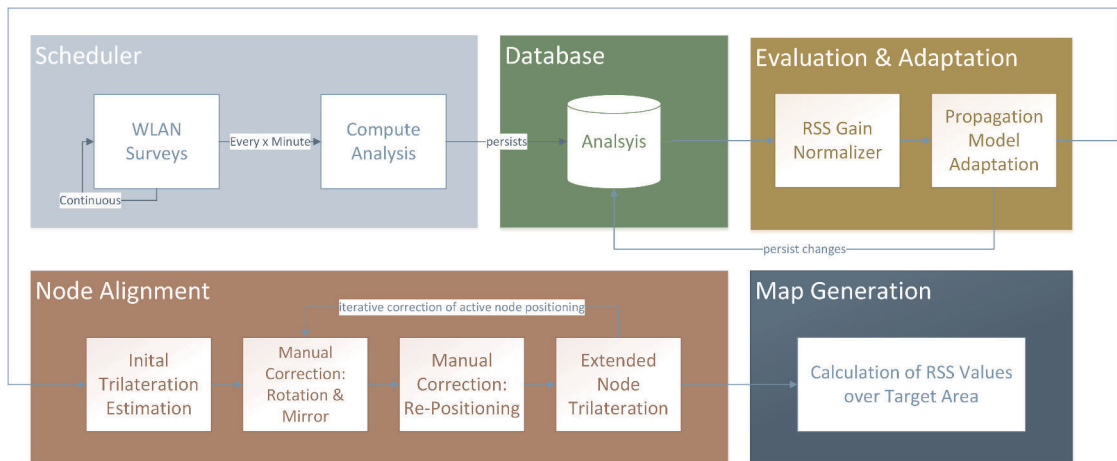 Scheduler
WLAN
Surveys
Continuous
Every x Minute
Compute
Analysis
persists
Database
Analsyis
Evaluation & Adaptation
RSS Gain
Normalizer
Propagation
Model
Adaptation
persist changes
Node Alignment
iterative correction of active node positioning
Inital
Trilateration
Estimation
Manual
Correction:
Rotation &
Mirror
Manual
Correction:
Re-Positioning
Extended
Node
Trilateration
Map Generation
Calculation of RSS Values
over Target Area